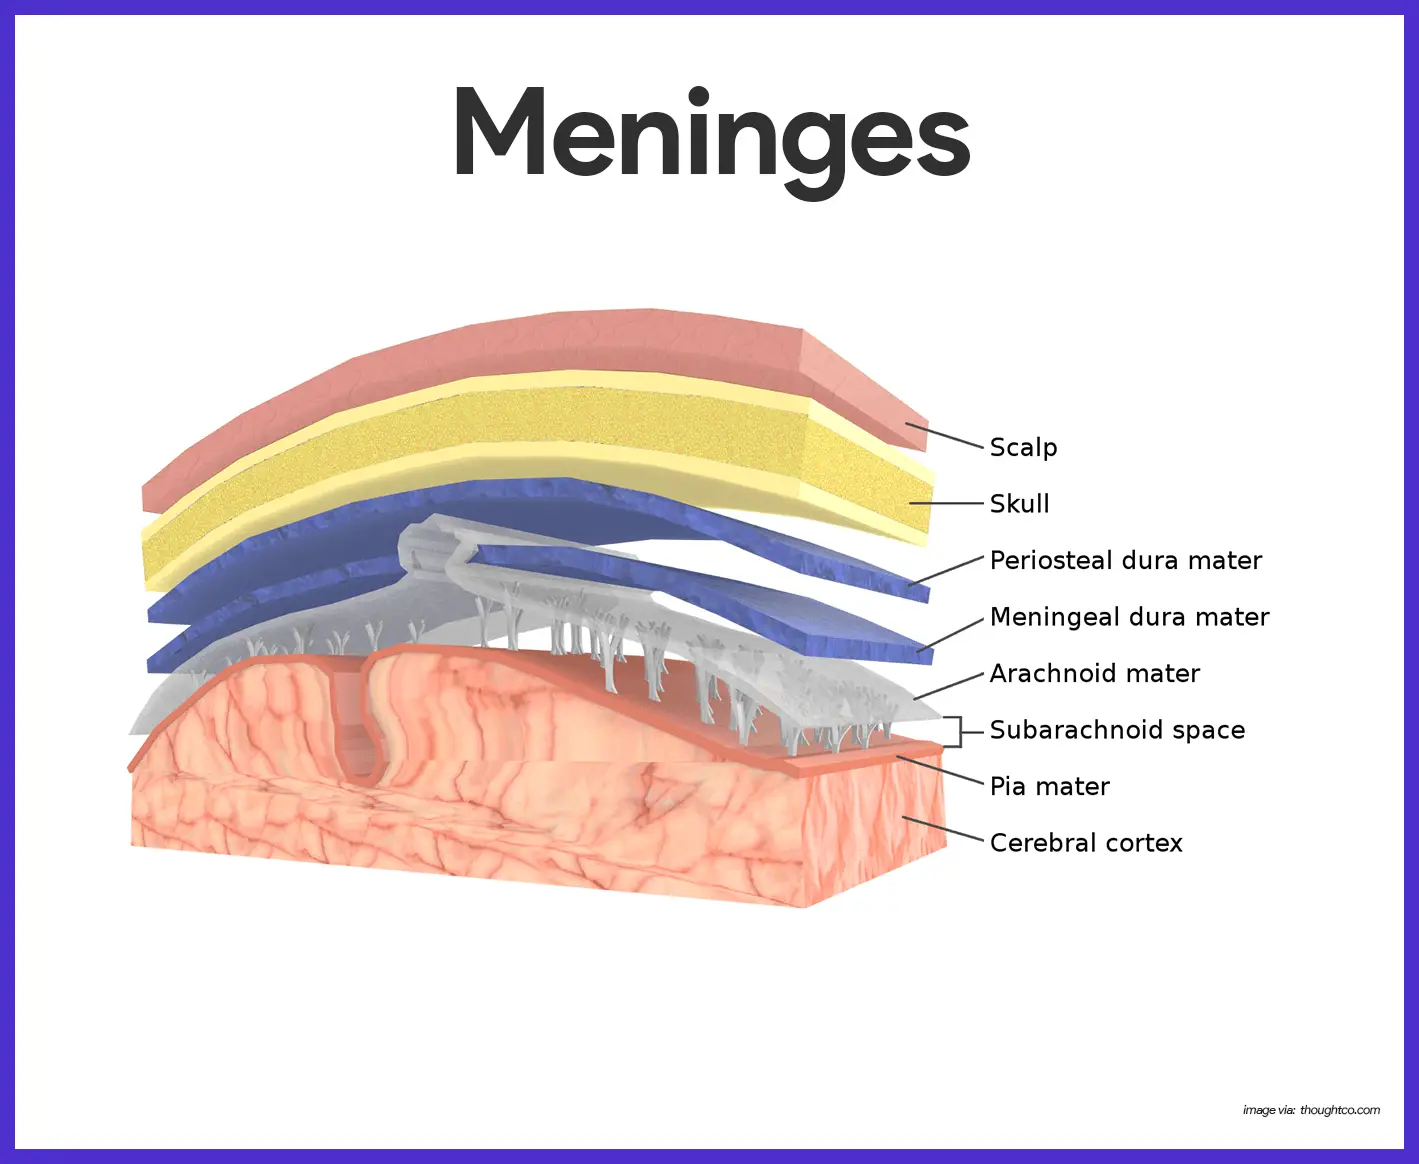 Meninges
Scalp
Skull
Periosteal dura mater
Meningeal dura mater
Arachnoid mater
Subarachnoid space
Pia mater
Cerebral cortex
image via: thoughtco.com